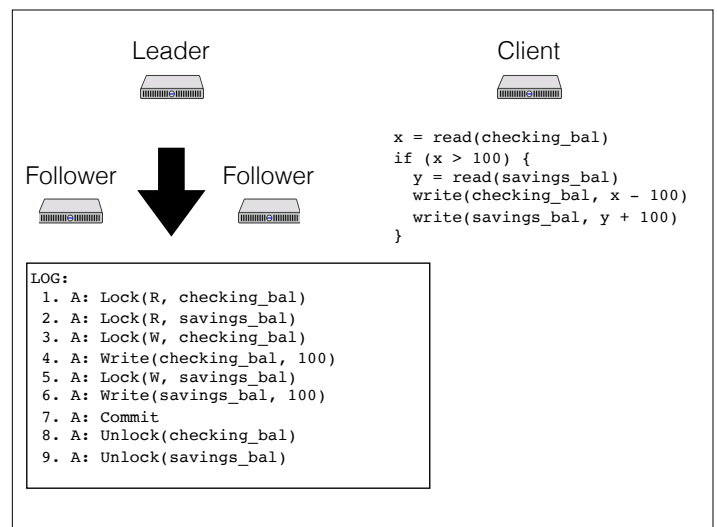 Leader
Client
x = read(checking_bal)
if (x > 100) {
  y = read(savings_bal)
  write(checking_bal, x - 100)
  write(savings_bal, y + 100)
}
Follower
Follower
LOG:
1. A: Lock(R, checking_bal)
2. A: Lock(R, savings_bal)
3. A: Lock(W, checking_bal)
4. A: Write(checking_bal, 100)
5. A: Lock(W, savings_bal)
6. A: Write(savings_bal, 100)
7. A: Commit
8. A: Unlock(checking_bal)
9. A: Unlock(savings_bal)